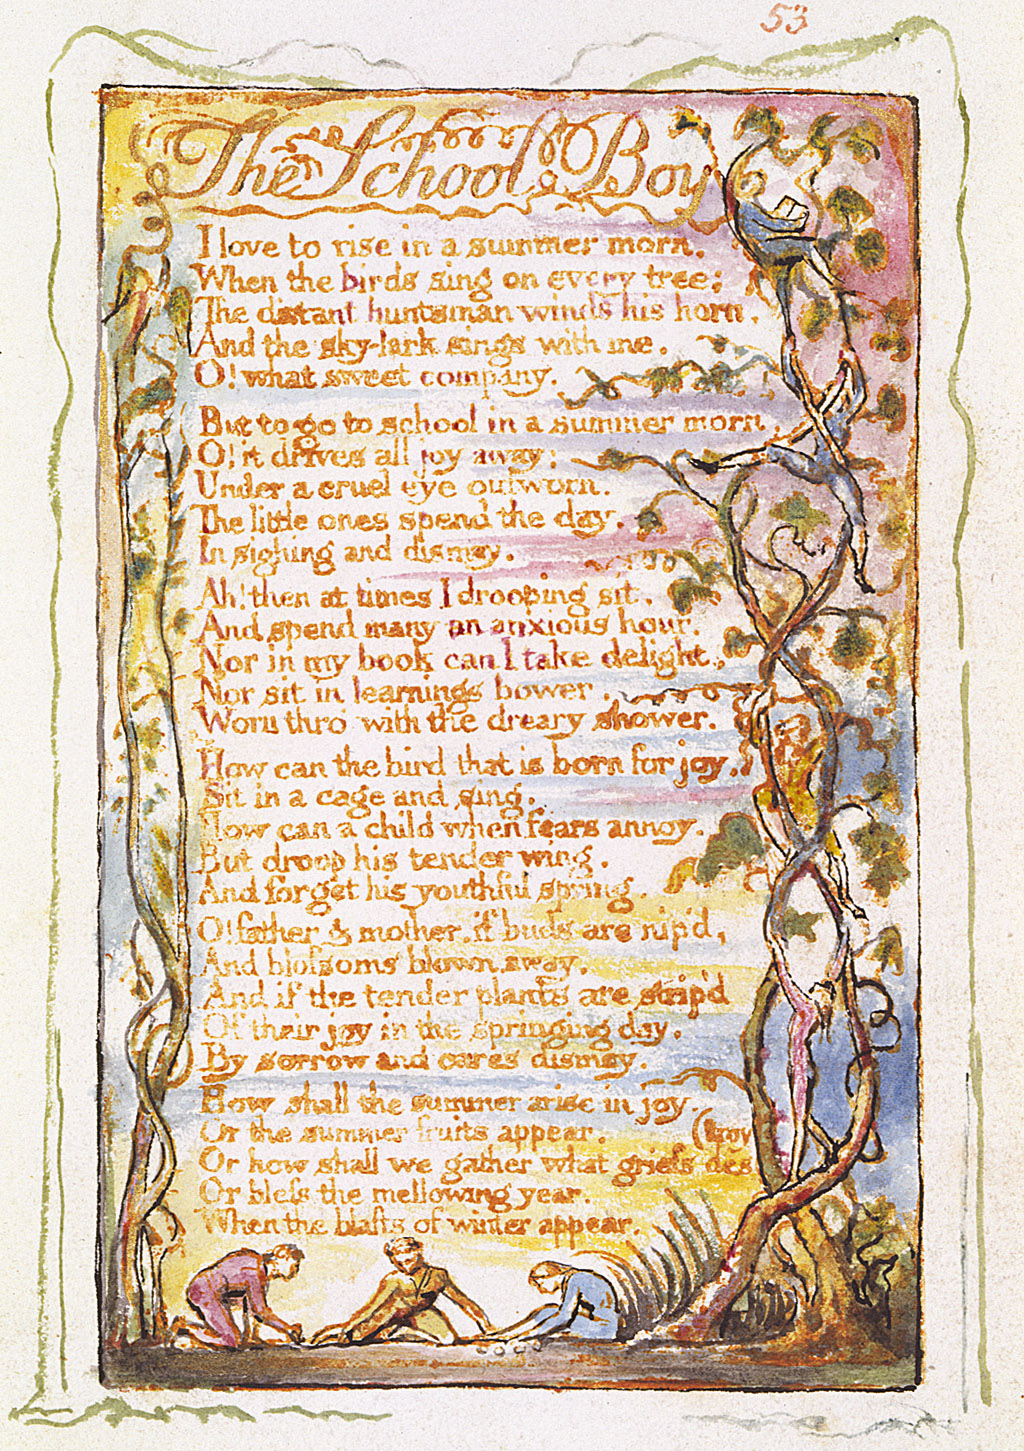 53
The School Boy
I love to rise in a summer morn,
When the birds sing on every tree;
The distant huntsman winds his horn,
And the sky-lark sings with me.
O! what sweet company.
But to go to school in a summer morn,
O! it drives all joy away;
Under a cruel eye outworn,
The little ones spend the day,
In sighing and dismay.
Ah! then at times I drooping sit,
And spend many an anxious hour.
Nor in my book can I take delight,
Nor sit in learnings bower,
Worn thro with the dreary shower.
How can the bird that is born for joy,
Sit in a cage and sing.
How can a child when fears annoy,
But droop his tender wing,
And forget his youthful spring.
O! father & mother, if buds are nip'd,
And blossoms blown away,
And if the tender plants are strip'd
Of their joy in the springing day,
By sorrow and cares dismay,
How shall the summer arise in joy,
Or the summer fruits appear,
(troy
Or how shall we gather what griefs des
Or bless the mellowing year,
When the blasts of winter appear.